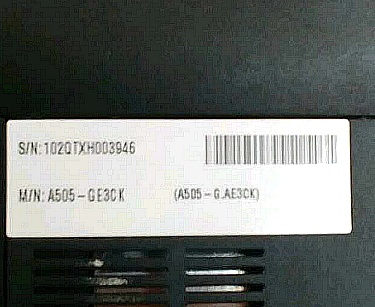 S/N: 102QTXH003946
M/N: A505-GE3CK (A505-G.AE3CK)